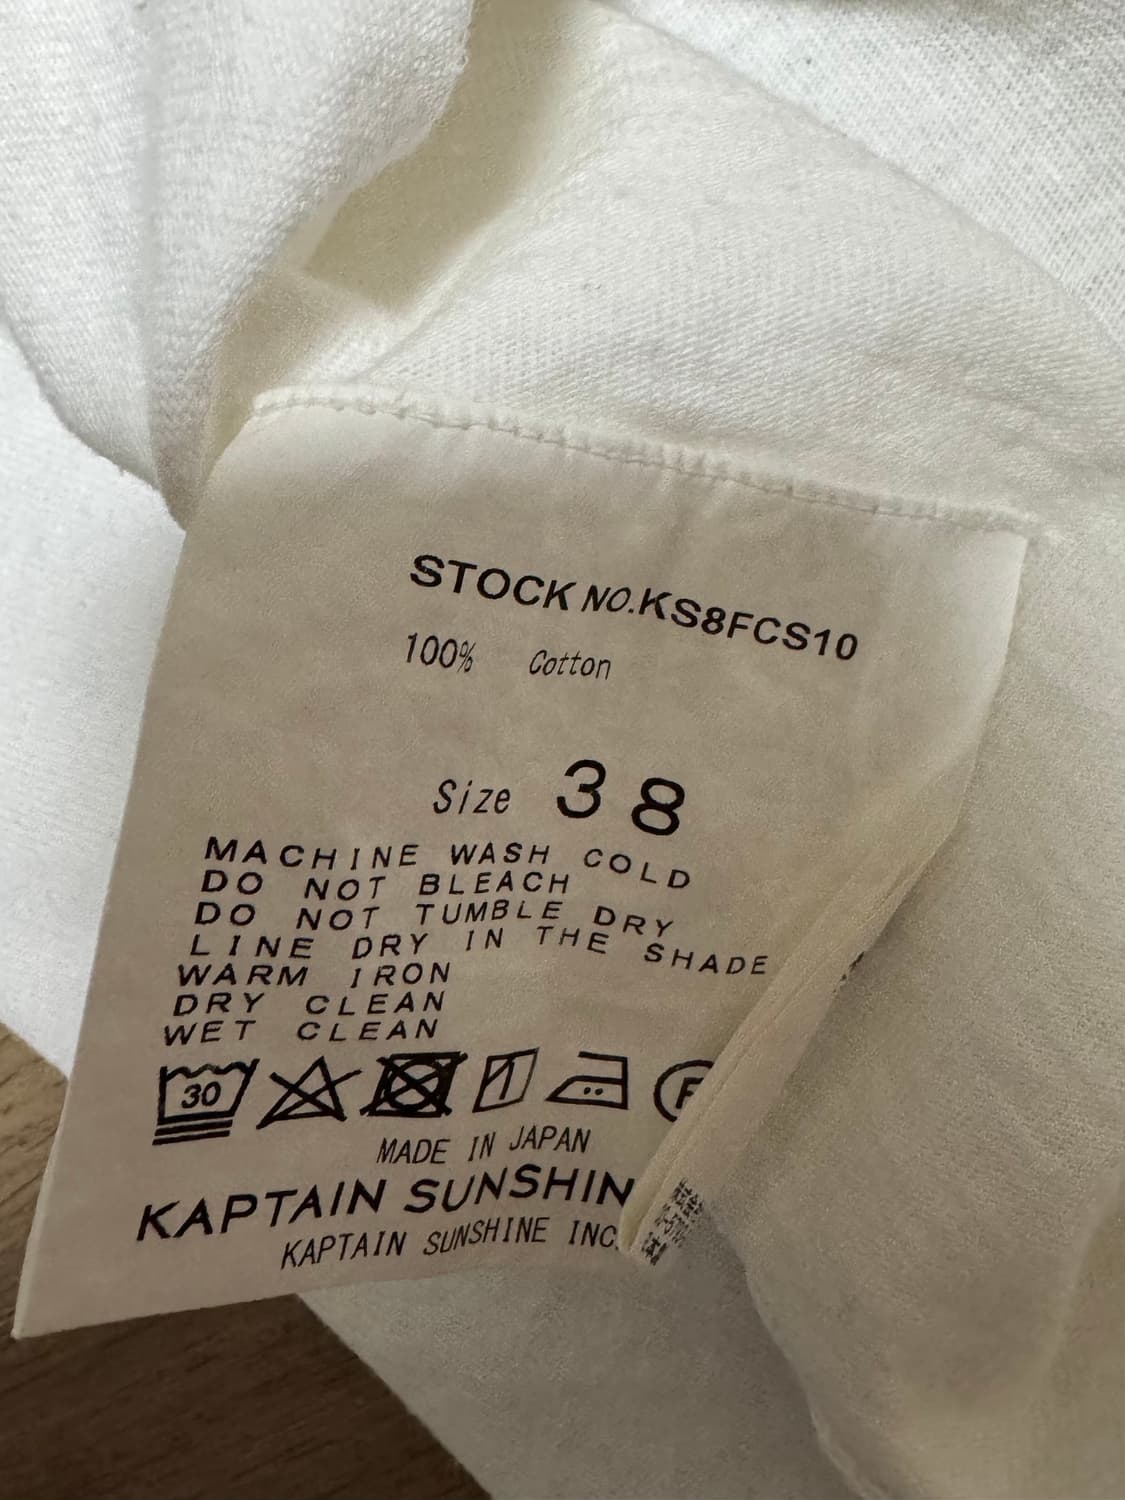 STOCK NO.KS8FCS10
100% Cotton
Size 38
MACHINE WASH COLD
DO NOT BLEACH
DO NOT TUMBLE DRY
LINE DRY IN THE SHADE
WARM IRON
DRY CLEAN
WET CLEAN
30
MADE IN JAPAN
KAPTAIN SUNSHIN
KAPTAIN SUNSHINE INC.